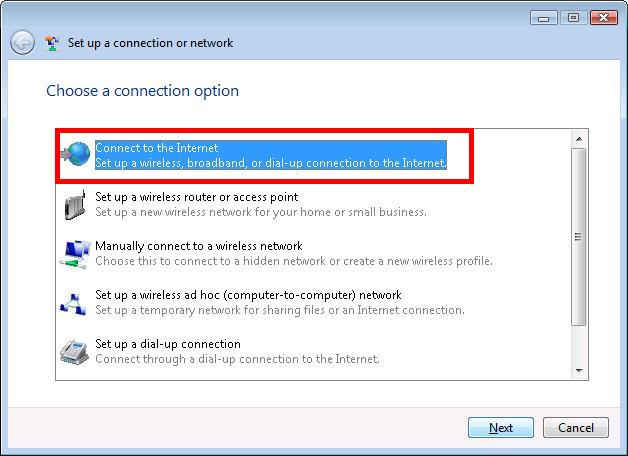 Set up a connection or network
Choose a connection option
Connect to the Internet
Set up a wireless, broadband, or dial-up connection to the Internet.
Set up a wireless router or access point
Set up a new wireless network for your home or small business.
Manually connect to a wireless network
Choose this to connect to a hidden network or create a new wireless profile.
Set up a wireless ad hoc (computer-to-computer) network
Set up a temporary network for sharing files or an Internet connection.
Set up a dial-up connection
Connect through a dial-up connection to the Internet.
Next Cancel